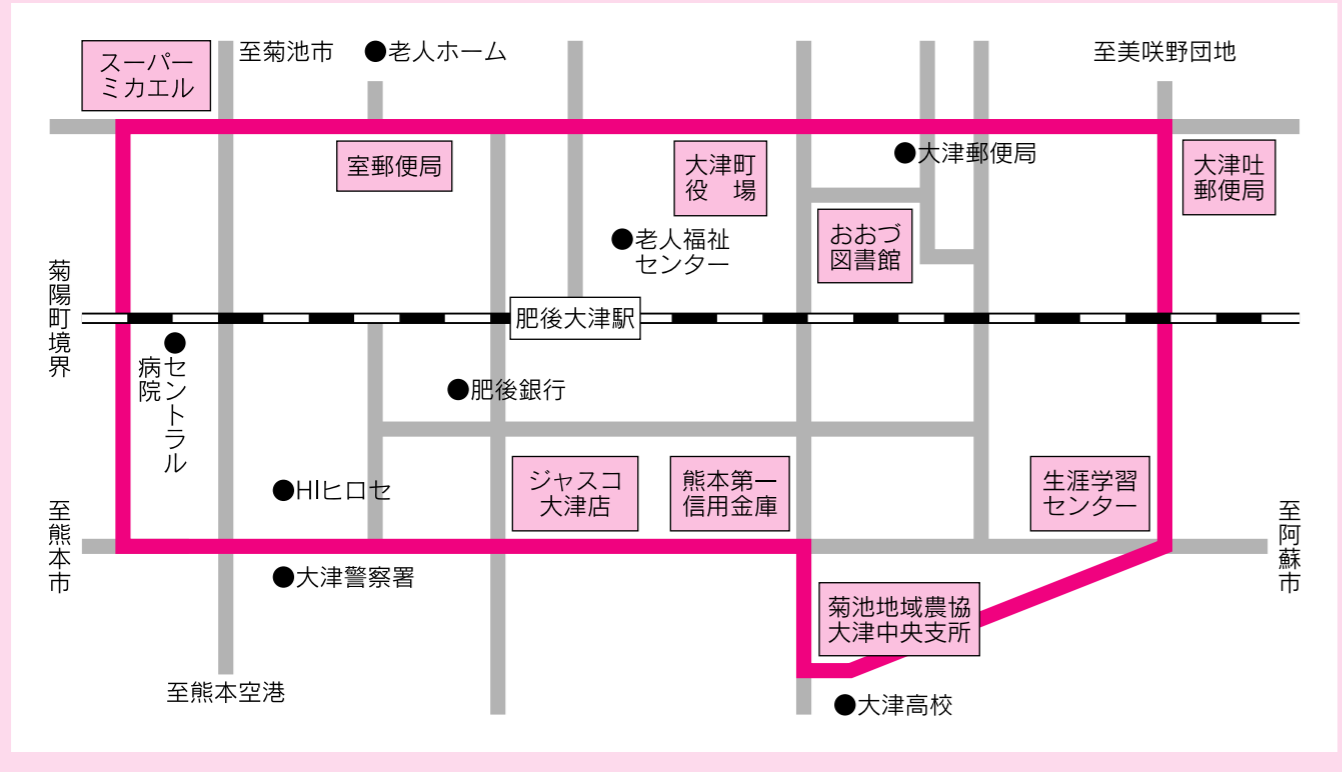 スーパー
ミカエル
至菊池市
●老人ホーム
至美咲野団地
室郵便局
大津町
役　場
●大津郵便局
大津吐
郵便局
●老人福祉
センター
おおづ
図書館
菊陽町境界
肥後大津駅
●セントラル
病院
●肥後銀行
●HIヒロセ
ジャスコ
大津店
熊本第一
信用金庫
生涯学習
センター
至熊本市
至阿蘇市
●大津警察署
菊池地域農協
大津中央支所
至熊本空港
●大津高校